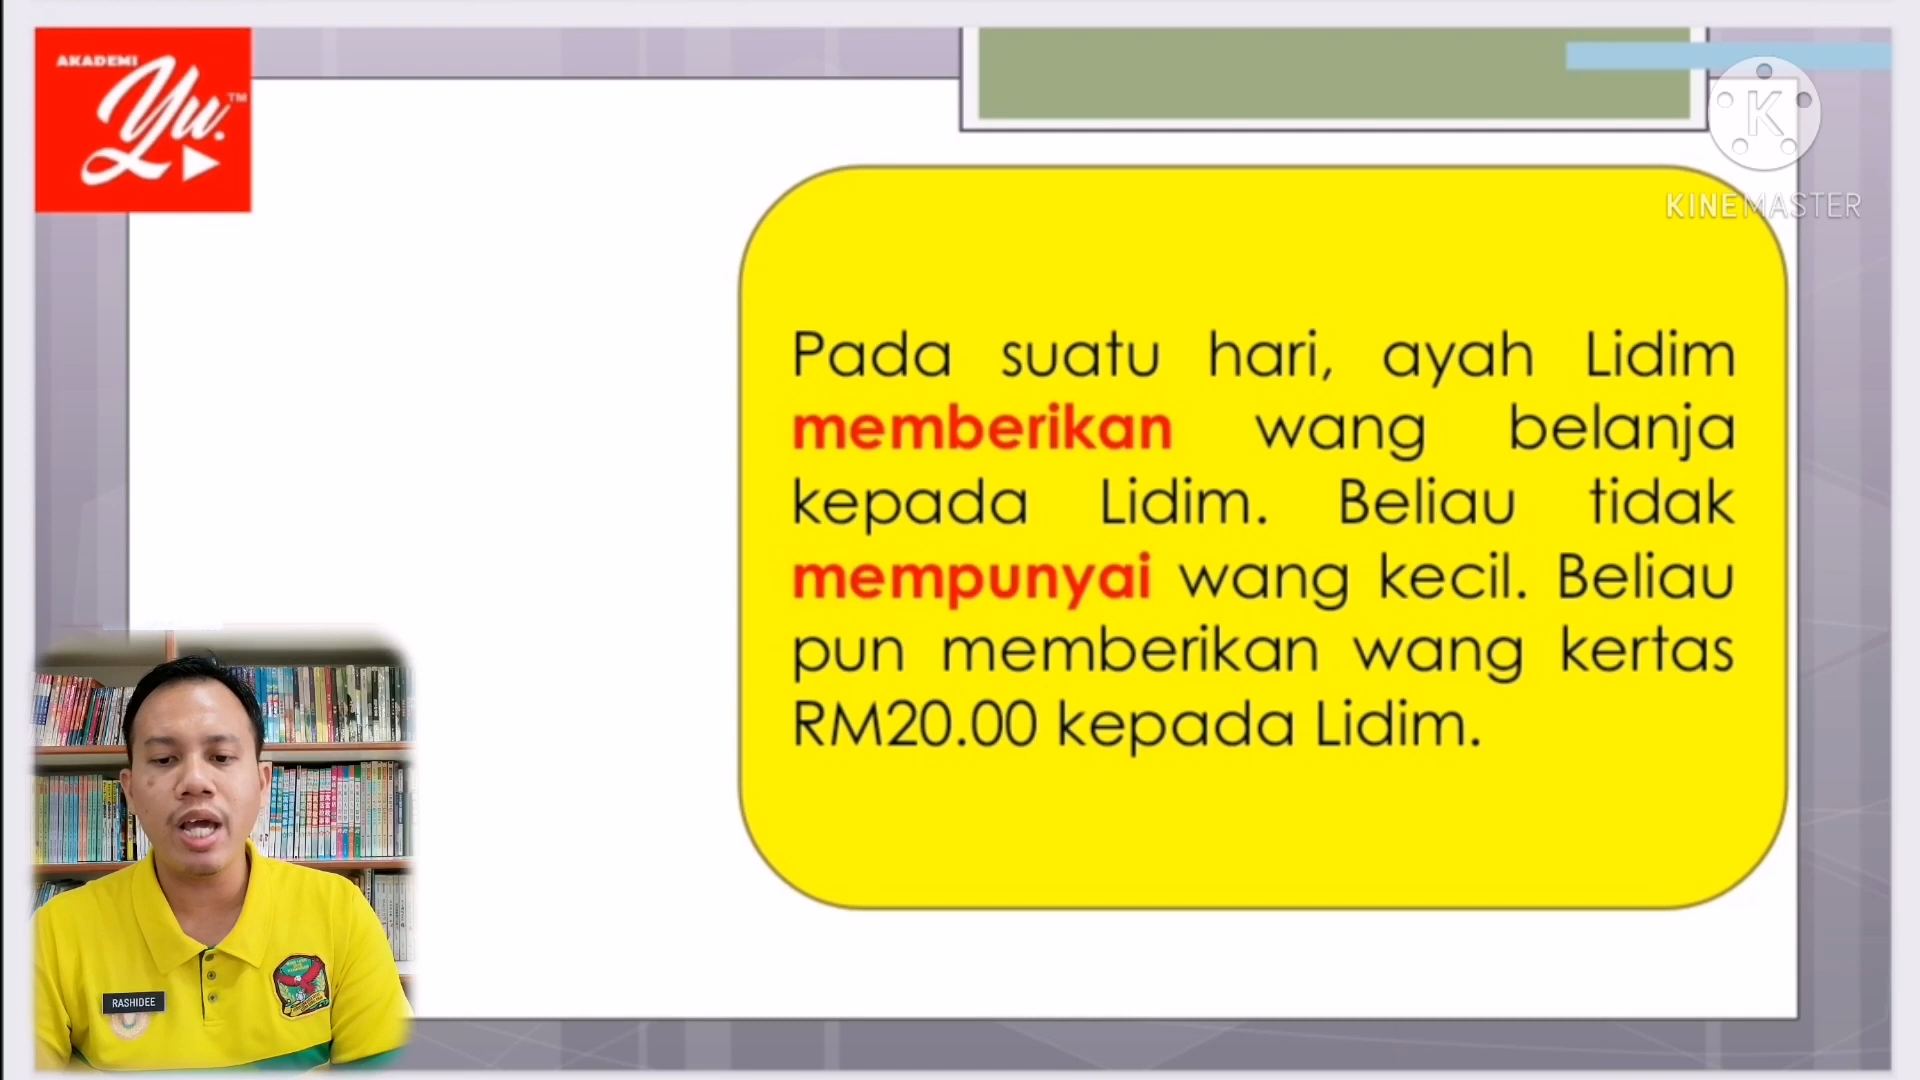 AKADEMI
Yu.
TM
K
KINEMASTER
Pada suatu hari, ayah Lidim
memberikan wang belanja
kepada Lidim. Beliau tidak
mempunyai wang kecil. Beliau
pun memberikan wang kertas
RM20.00 kepada Lidim.
RASHIDEE